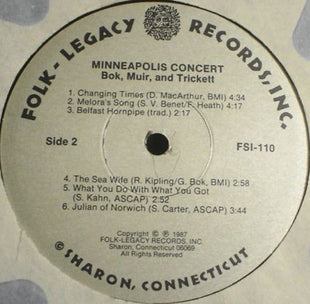 FOLK-LEGACY RECORDS, INC.
MINNEAPOLIS CONCERT
Bok, Muir, and Trickett
1. Changing Times (D. MacArthur, BMI) 4:34
2. Melora's Song (S. V. Benet/F. Heath) 4:17
3. Belfast Hornpipe (trad.) 2:17
Side 2
FSI-110
4. The Sea Wife (R. Kipling/G. Bok, BMI) 2:58
5. What You Do With What You Got
(S. Kahn, ASCAP) 2:52
6. Julian of Norwich (S. Carter, ASCAP) 3:44
Copyright © ℗ 1987
FOLK-LEGACY RECORDS, INC.
Sharon, Connecticut 06069
All Rights Reserved
© SHARON, CONNECTICUT